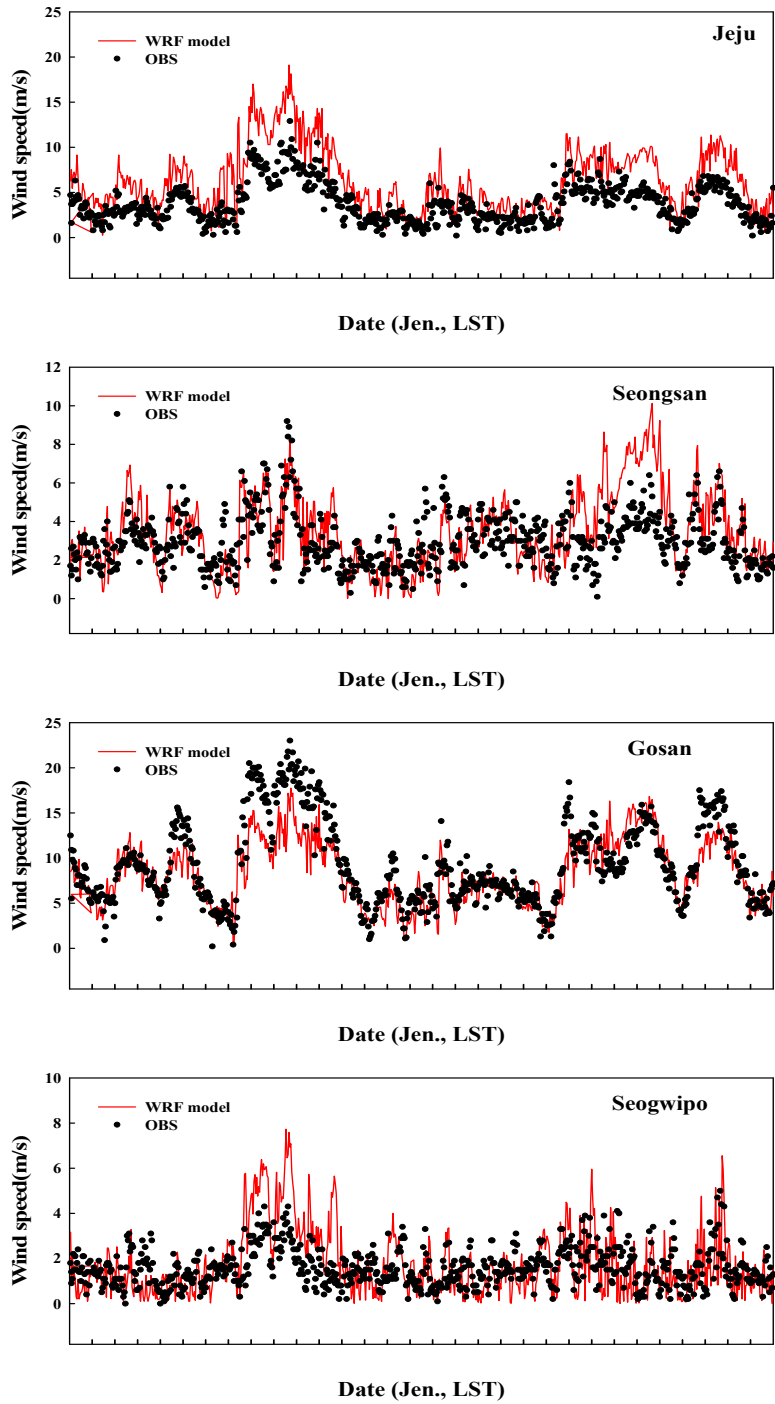 25
20
15
10
5
0
Wind speed(m/s)
WRF model
OBS
Jeju
Date (Jen., LST)
12
10
8
6
4
2
0
Wind speed(m/s)
WRF model
OBS
Seongsan
Date (Jen., LST)
25
20
15
10
5
0
Wind speed(m/s)
WRF model
OBS
Gosan
Date (Jen., LST)
10
8
6
4
2
0
Wind speed(m/s)
WRF model
OBS
Seogwipo
Date (Jen., LST)